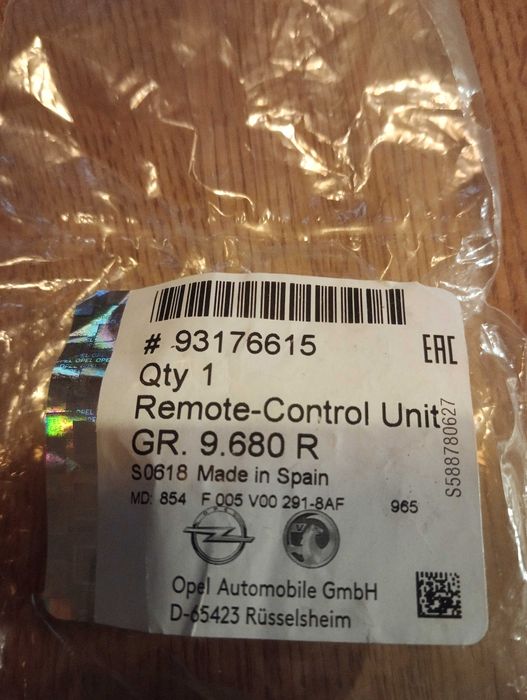 # 93176615
EAC
Qty 1
Remote-Control Unit
GR. 9.680 R
S0618 Made in Spain
MD: 854 F 005 V00 291-8AF 965
S588780627
OPEL
Opel Automobile GmbH
D-65423 Rüsselsheim